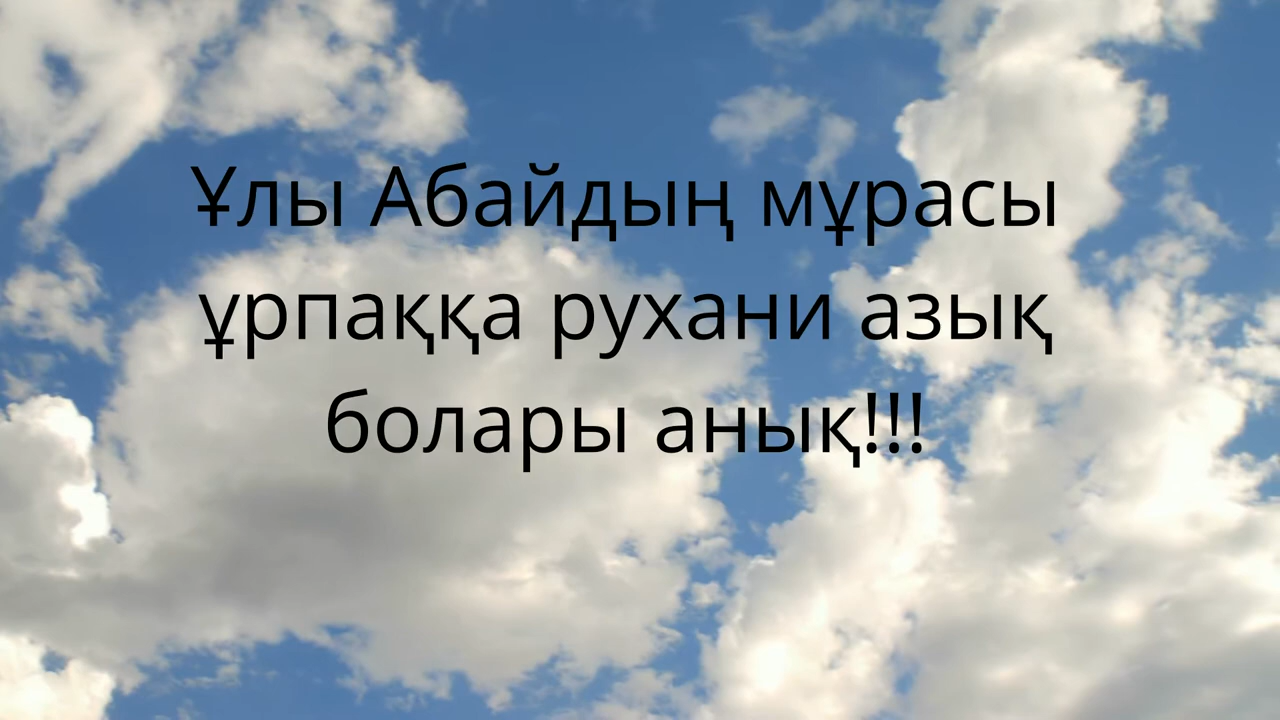 Ұлы Абайдың мұрасы
ұрпаққа рухани азық
болары анық!!!